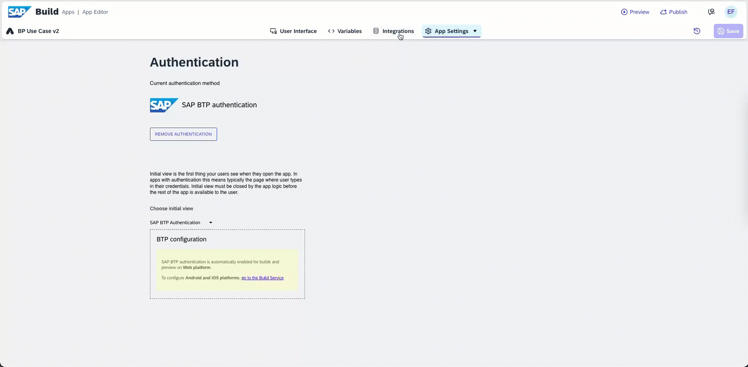 SAP Build Apps | App Editor Preview Publish EF
BP Use Case v2 User Interface Variables Integrations App Settings Save
Authentication
Current authentication method
SAP SAP BTP authentication
REMOVE AUTHENTICATION
Initial view is the first thing your users see when they open the app. In
apps with authentication this means typically the page where user types
in their credentials. Initial view must be closed by the app logic before
the rest of the app is available to the user.
Choose initial view
SAP BTP Authentication
BTP configuration
SAP BTP authentication is automatically enabled for builds and
preview on Web platform.
To configure Android and iOS platforms, go to the Build Service